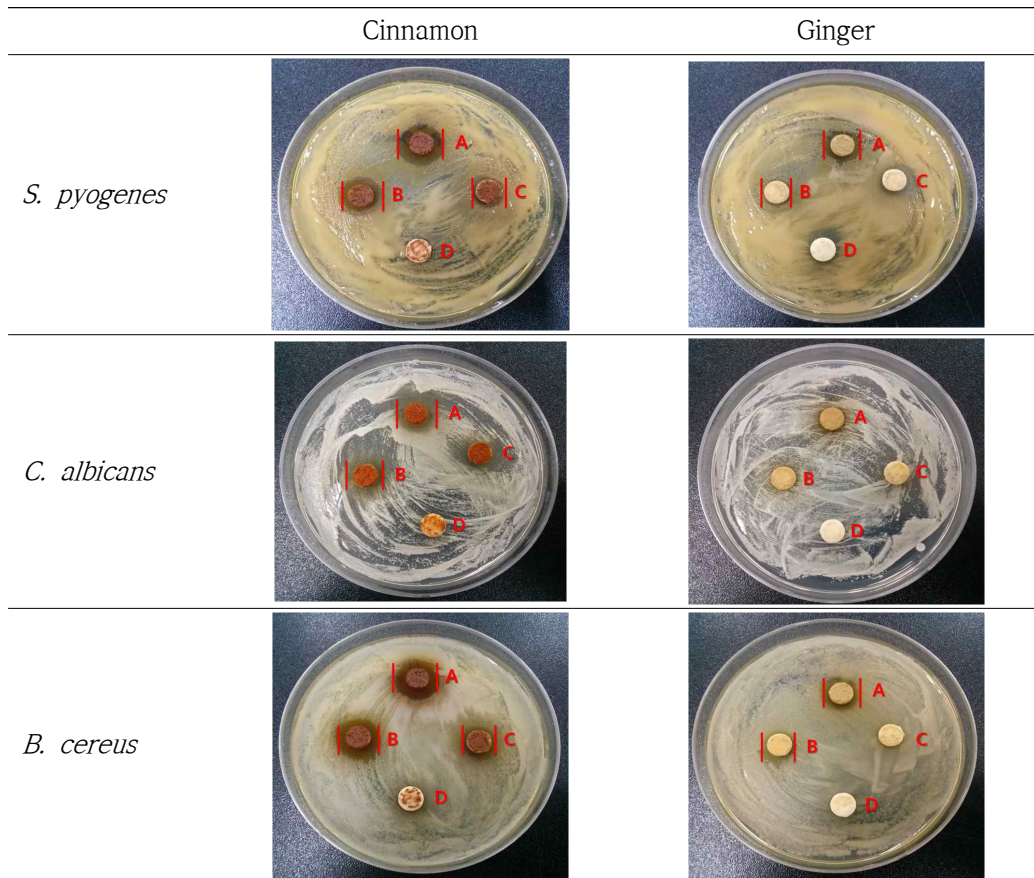 Cinnamon Ginger
S. pyogenes
A A
B C B C
D D
C. albicans
A A
B C B C
D D
B. cereus
A A
B C B C
D D